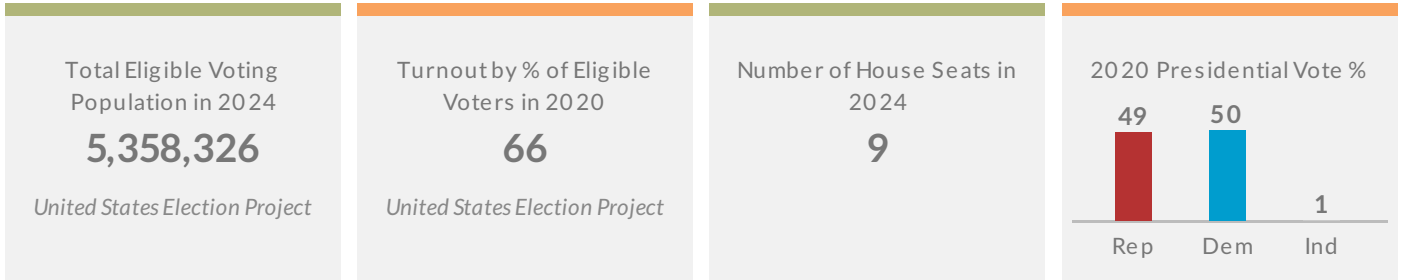 Total Eligible Voting
Population in 2024
5,358,326
United States Election Project
Turnout by % of Eligible
Voters in 2020
66
United States Election Project
Number of House Seats in
2024
9
2020 Presidential Vote %
49
50
1
Rep
Dem
Ind